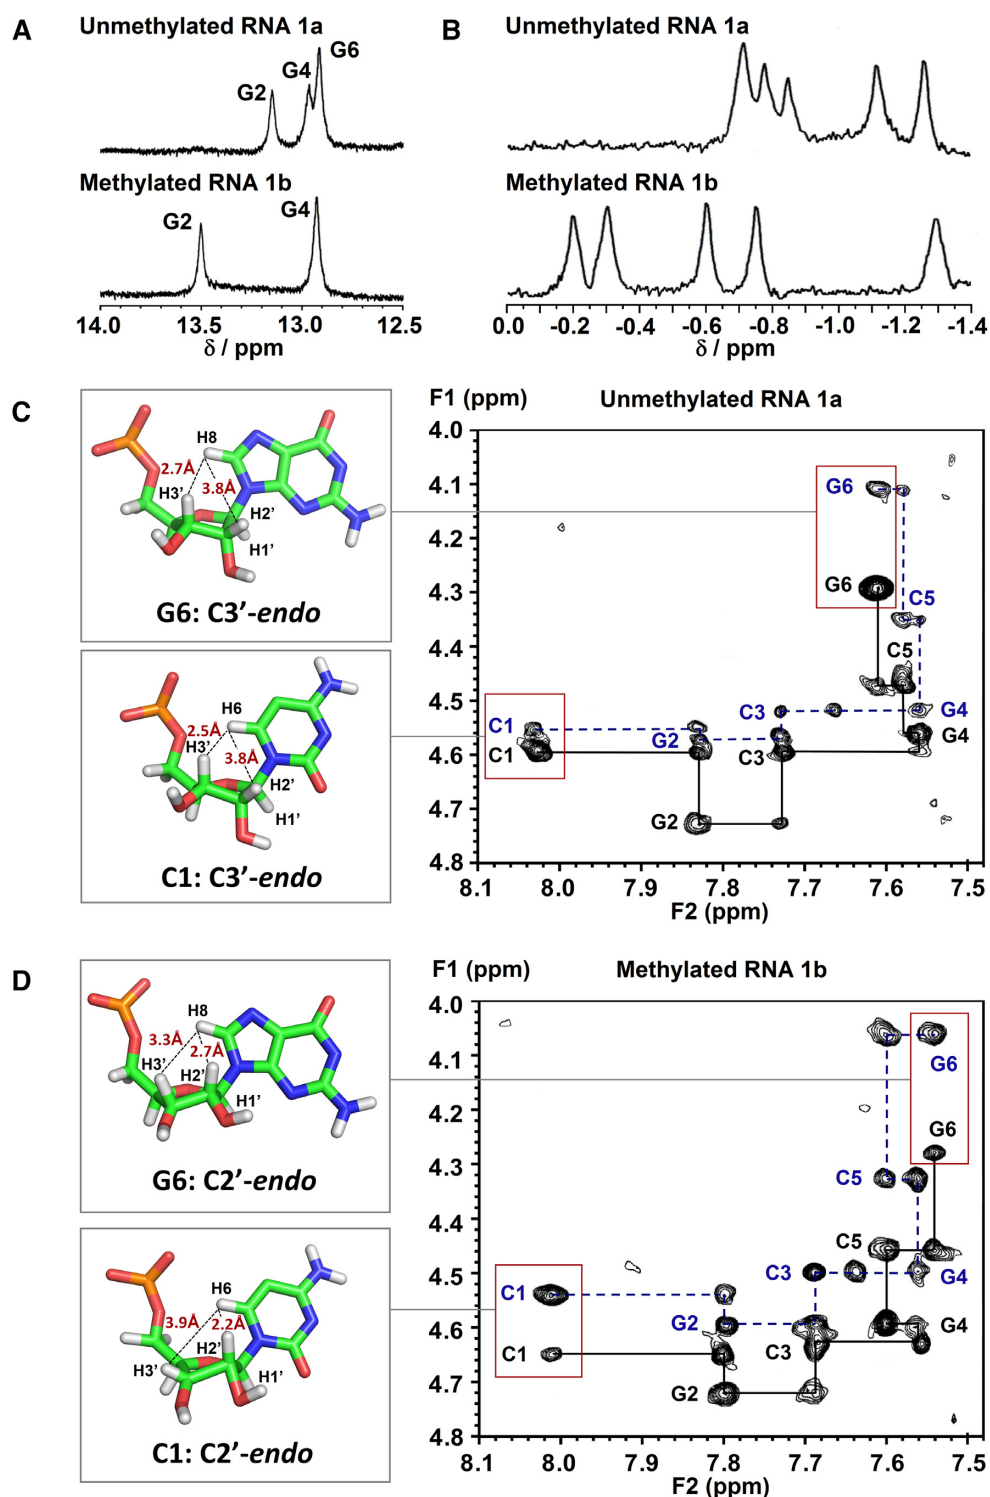 A
Unmethylated RNA 1a
G6
G4
G2
Methylated RNA 1b
G4
G2
14.0 13.5 13.0 12.5
δ / ppm
B
Unmethylated RNA 1a
Methylated RNA 1b
0.0 -0.2 -0.4 -0.6 -0.8 -1.0 -1.2 -1.4
δ / ppm
C
H8
2.7Å
H3'
3.8Å
H2'
H1'
G6: C3'-endo
H6
2.5Å
H3'
3.8Å
H2'
H1'
C1: C3'-endo
F1 (ppm)
Unmethylated RNA 1a
4.0
4.1
4.2
4.3
4.4
4.5
4.6
4.7
4.8
G6
G6
C5
C5
C3
G4
C1
G2
G4
C1
C3
G2
8.1 8.0 7.9 7.8 7.7 7.6 7.5
F2 (ppm)
D
H8
3.3Å
H3'
2.7Å
H2'
H1'
G6: C2'-endo
H6
3.9Å
2.2Å
H2'
H3'
H1'
C1: C2'-endo
F1 (ppm)
Methylated RNA 1b
4.0
4.1
4.2
4.3
4.4
4.5
4.6
4.7
4.8
G6
G6
C5
C5
C3
G4
C1
G2
G4
C1
C3
G2
8.1 8.0 7.9 7.8 7.7 7.6 7.5
F2 (ppm)